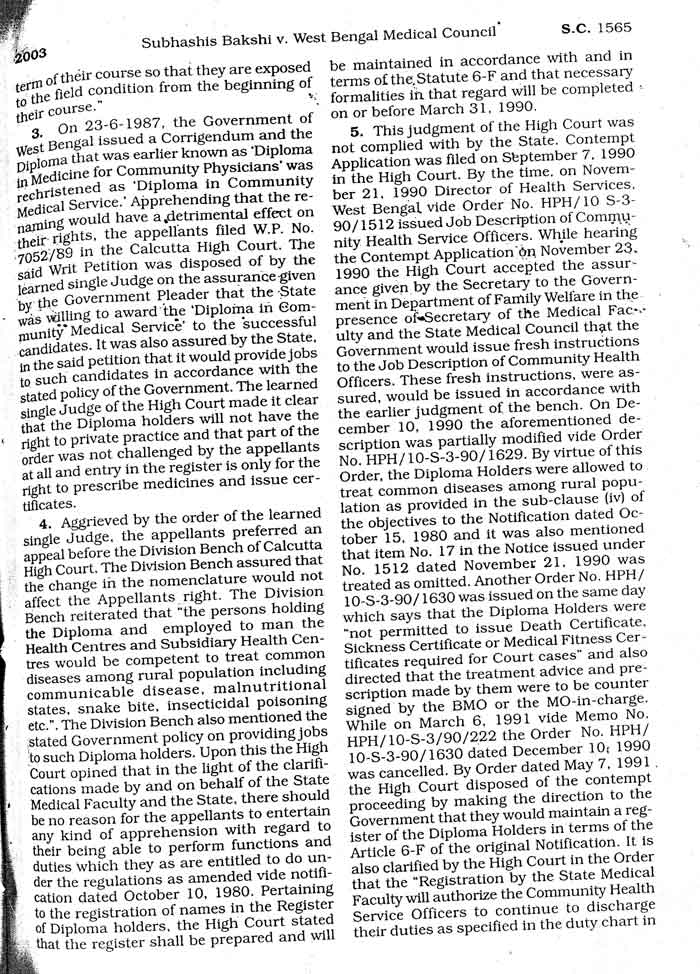 2003
Subhashis Bakshi v. West Bengal Medical Council
S.C. 1565
term of their course so that they are exposed
to the field condition from the beginning of
their course."
3. On 23-6-1987, the Government of
West Bengal issued a Corrigendum and the
Diploma that was earlier known as 'Diploma
in Medicine for Community Physicians' was
rechristened as 'Diploma in Community
Medical Service.' Apprehending that the re-
naming would have a detrimental effect on
their rights, the appellants filed W.P. No.
7052/89 in the Calcutta High Court. The
said Writ Petition was disposed of by the
learned single Judge on the assurance given
by the Government Pleader that the State
was willing to award the 'Diploma in Com-
munity Medical Service' to the successful
candidates. It was also assured by the State,
in the said petition that it would provide jobs
to such candidates in accordance with the
stated policy of the Government. The learned
single Judge of the High Court made it clear
that the Diploma holders will not have the
right to private practice and that part of the
order was not challenged by the appellants
at all and entry in the register is only for the
right to prescribe medicines and issue cer-
tificates.
4. Aggrieved by the order of the learned
single Judge, the appellants preferred an
appeal before the Division Bench of Calcutta
High Court. The Division Bench assured that
the change in the nomenclature would not
affect the Appellants right. The Division
Bench reiterated that "the persons holding
the Diploma and employed to man the
Health Centres and Subsidiary Health Cen-
tres would be competent to treat common
diseases among rural population including
communicable disease, malnutritional
states, snake bite, insecticidal poisoning
etc.". The Division Bench also mentioned the
stated Government policy on providing jobs
to such Diploma holders. Upon this the High
Court opined that in the light of the clarifi-
cations made by and on behalf of the State
Medical Faculty and the State, there should
be no reason for the appellants to entertain
any kind of apprehension with regard to
their being able to perform functions and
duties which they as are entitled to do un-
der the regulations as amended vide notifi-
cation dated October 10, 1980. Pertaining
to the registration of names in the Register
of Diploma holders, the High Court stated
that the register shall be prepared and will
be maintained in accordance with and in
terms of the Statute 6-F and that necessary
formalities in that regard will be completed
on or before March 31, 1990.
5. This judgment of the High Court was
not complied with by the State. Contempt
Application was filed on September 7, 1990
in the High Court. By the time, on Novem-
ber 21, 1990 Director of Health Services,
West Bengal vide Order No. HPH/10 S-3-
90/1512 issued Job Description of Commu-
nity Health Service Officers. While hearing
the Contempt Application on November 23,
1990 the High Court accepted the assur-
ance given by the Secretary to the Govern-
ment in Department of Family Welfare in the
presence of Secretary of the Medical Fac-
ulty and the State Medical Council that the
Government would issue fresh instructions
to the Job Description of Community Health
Officers. These fresh instructions, were as-
sured, would be issued in accordance with
the earlier judgment of the bench. On De-
cember 10, 1990 the aforementioned de-
scription was partially modified vide Order
No. HPH/10-S-3-90/1629. By virtue of this
Order, the Diploma Holders were allowed to
treat common diseases among rural popu-
lation as provided in the sub-clause (iv) of
the objectives to the Notification dated Oc-
tober 15, 1980 and it was also mentioned
that item No. 17 in the Notice issued under
No. 1512 dated November 21, 1990 was
treated as omitted. Another Order No. HPH/
10-S-3-90/1630 was issued on the same day
which says that the Diploma Holders were
"not permitted to issue Death Certificate,
Sickness Certificate or Medical Fitness Cer-
tificates required for Court cases" and also
directed that the treatment advice and pre-
scription made by them were to be counter
signed by the BMO or the MO-in-charge.
While on March 6, 1991 vide Memo No.
HPH/10-S-3/90/222 the Order No. HPH/
10-S-3-90/1630 dated December 10, 1990
was cancelled. By Order dated May 7, 1991
the High Court disposed of the contempt
proceeding by making the direction to the
Government that they would maintain a reg-
ister of the Diploma Holders in terms of the
Article 6-F of the original Notification. It is
also clarified by the High Court in the Order
that the "Registration by the State Medical
Faculty will authorize the Community Health
Service Officers to continue to discharge
their duties as specified in the duty chart in